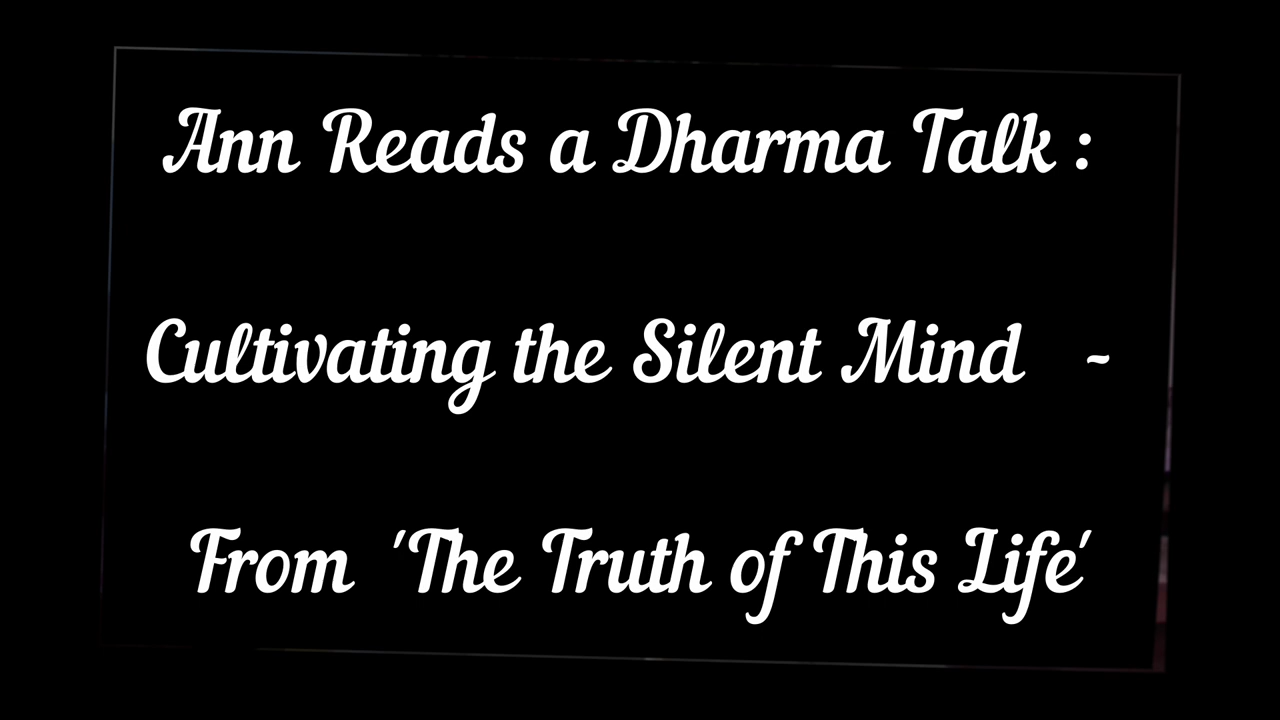 Ann Reads a Dharma Talk :
Cultivating the Silent Mind ~
From 'The Truth of This Life'